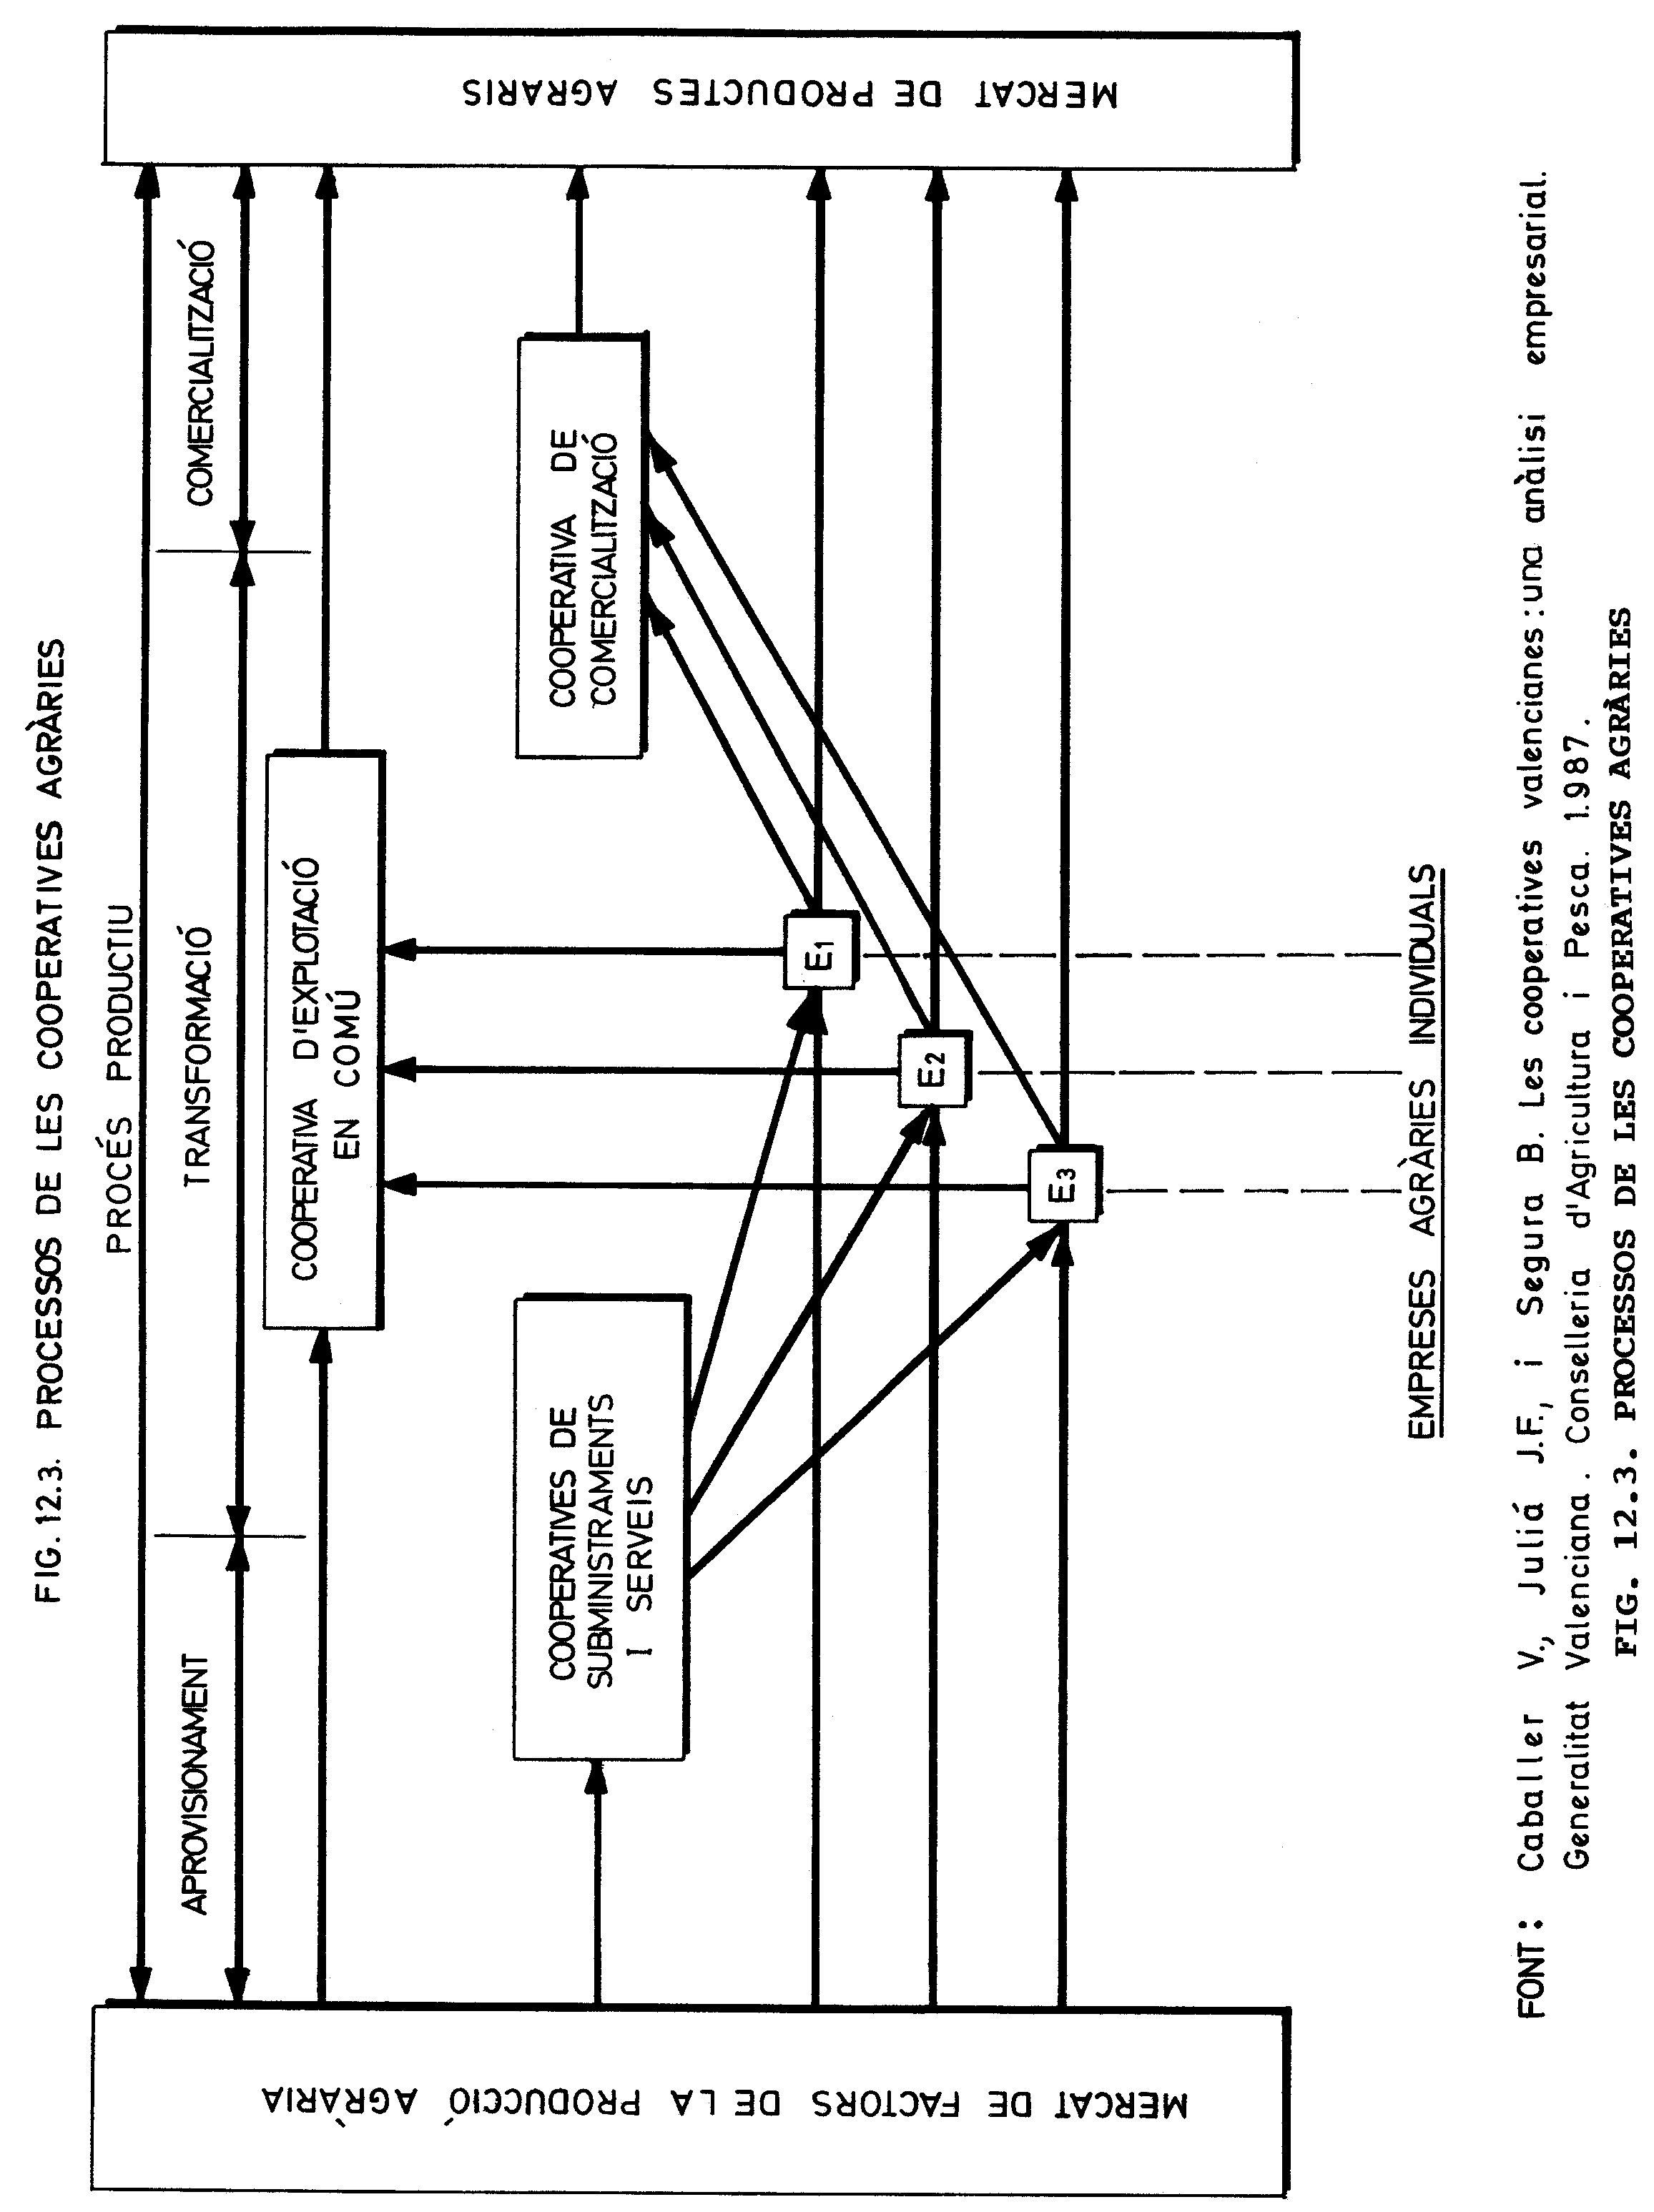 FIG. 12.3. PROCESSOS DE LES COOPERATIVES AGRÀRIES
PROCÉS PRODUCTIU
APROVISIONAMENT
TRANSFORMACIÓ
COMERCIALITZACIÓ
MERCAT DE FACTORS DE LA PRODUCCIÓ AGRÀRIA
COOPERATIVA D'EXPLOTACIÓ
EN COMÚ
COOPERATIVES DE
SUBMINISTRAMENTS
I SERVEIS
COOPERATIVA DE
COMERCIALITZACIÓ
E1
E2
E3
MERCAT DE PRODUCTES AGRARIS
EMPRESES AGRÀRIES INDIVIDUALS
FONT: Caballer V., Juliá J.F., i Segura B. Les cooperatives valencianes: una anàlisi empresarial.
Generalitat Valenciana. Conselleria d'Agricultura i Pesca. 1.987.
FIG. 12.3. PROCESSOS DE LES COOPERATIVES AGRÀRIES